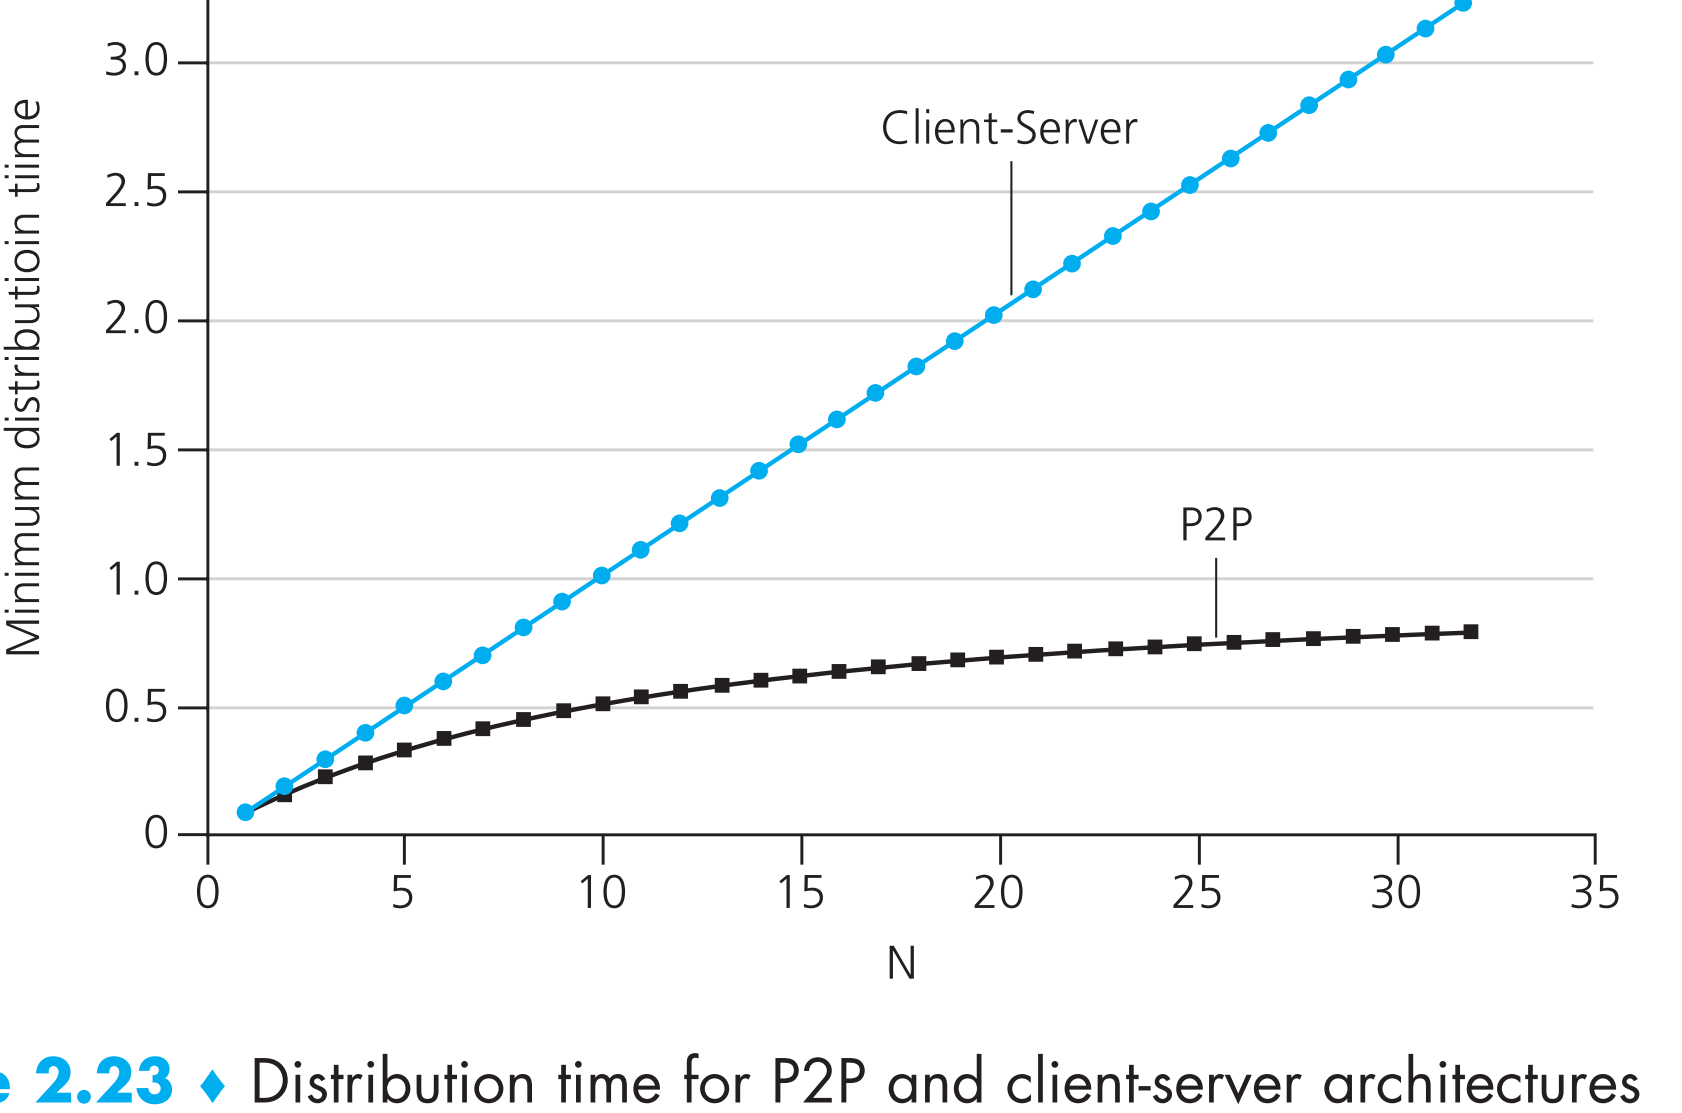 3.0
Client-Server
2.5
2.0
1.5
P2P
1.0
0.5
0
Minimum distributioin tiime
0 5 10 15 20 25 30 35
N
e 2.23 ♦ Distribution time for P2P and client-server architectures